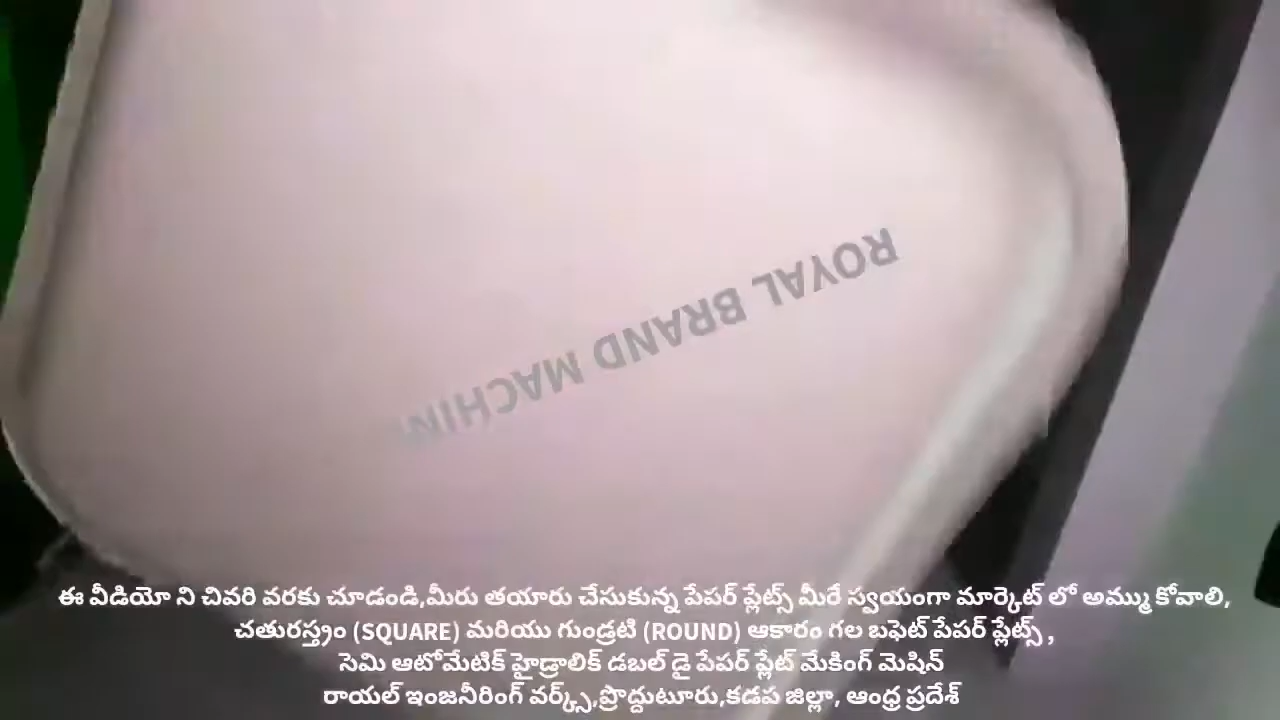 ROYAL BRAND MACHIN
ఈ వీడియో ని చివరి వరకు చూడండి,మీరు తయారు చేసుకున్న పేపర్ ప్లేట్స్ మీరే స్వయంగా మార్కెట్ లో అమ్ము కోవాలి,
చతురస్త్రం (SQUARE) మరియు గుండ్రటి (ROUND) ఆకారం గల బఫెట్ పేపర్ ప్లేట్స్ ,
సెమి ఆటోమేటిక్ హైడ్రాలిక్ డబల్ డై పేపర్ ప్లేట్ మేకింగ్ మెషిన్
రాయల్ ఇంజనీరింగ్ వర్క్స్,ప్రొద్దుటూరు,కడప జిల్లా, ఆంధ్ర ప్రదేశ్